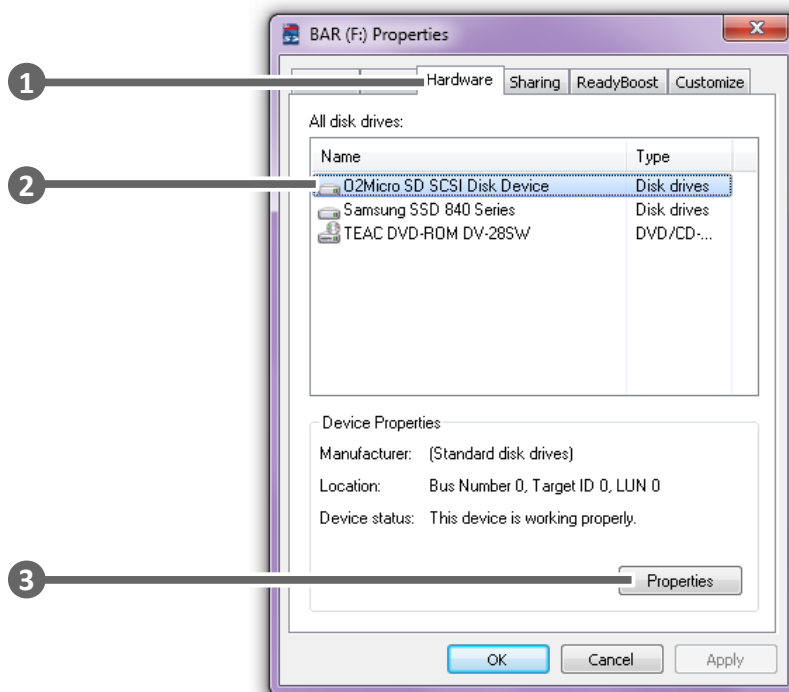 BAR (F:) Properties
1
Hardware Sharing ReadyBoost Customize
All disk drives:
Name Type
2
O2Micro SD SCSI Disk Device Disk drives
Samsung SSD 840 Series Disk drives
TEAC DVD-ROM DV-28SW DVD/CD-...
Device Properties
Manufacturer: (Standard disk drives)
Location: Bus Number 0, Target ID 0, LUN 0
Device status: This device is working properly.
3
Properties
OK Cancel Apply